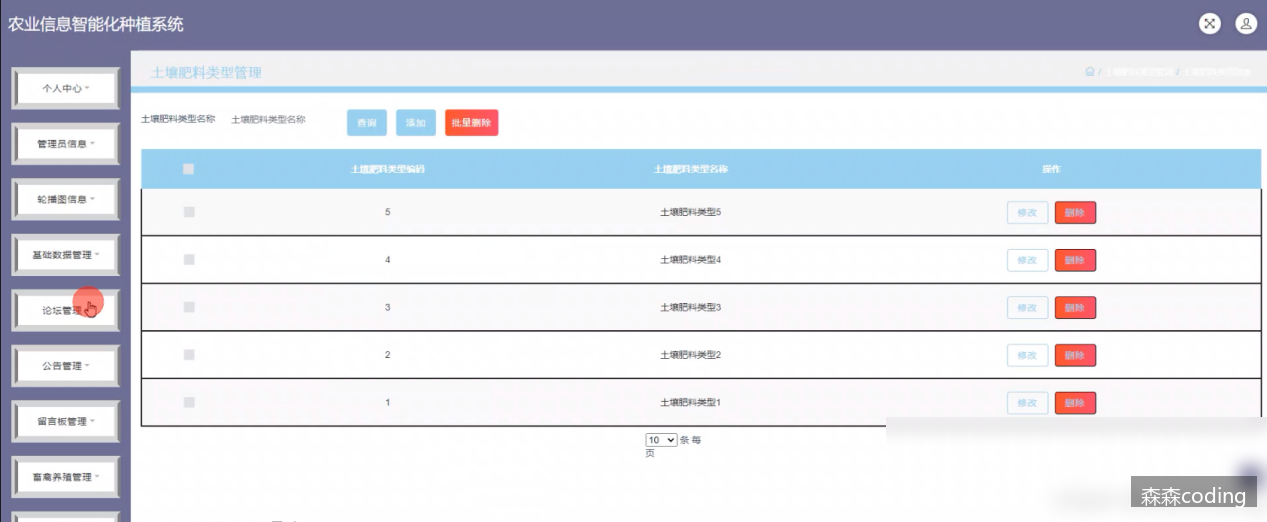 农业信息智能化种植系统
个人中心
管理员信息
轮播图信息
基础数据管理
论坛管理
公告管理
留言板管理
畜禽养殖管理
土壤肥料类型管理
土壤肥料类型名称 土壤肥料类型名称 查询 添加 批量删除
土壤肥料类型编码 土壤肥料类型名称 操作
5 土壤肥料类型5 修改 删除
4 土壤肥料类型4 修改 删除
3 土壤肥料类型3 修改 删除
2 土壤肥料类型2 修改 删除
1 土壤肥料类型1 修改 删除
10 条 每
页
森森coding